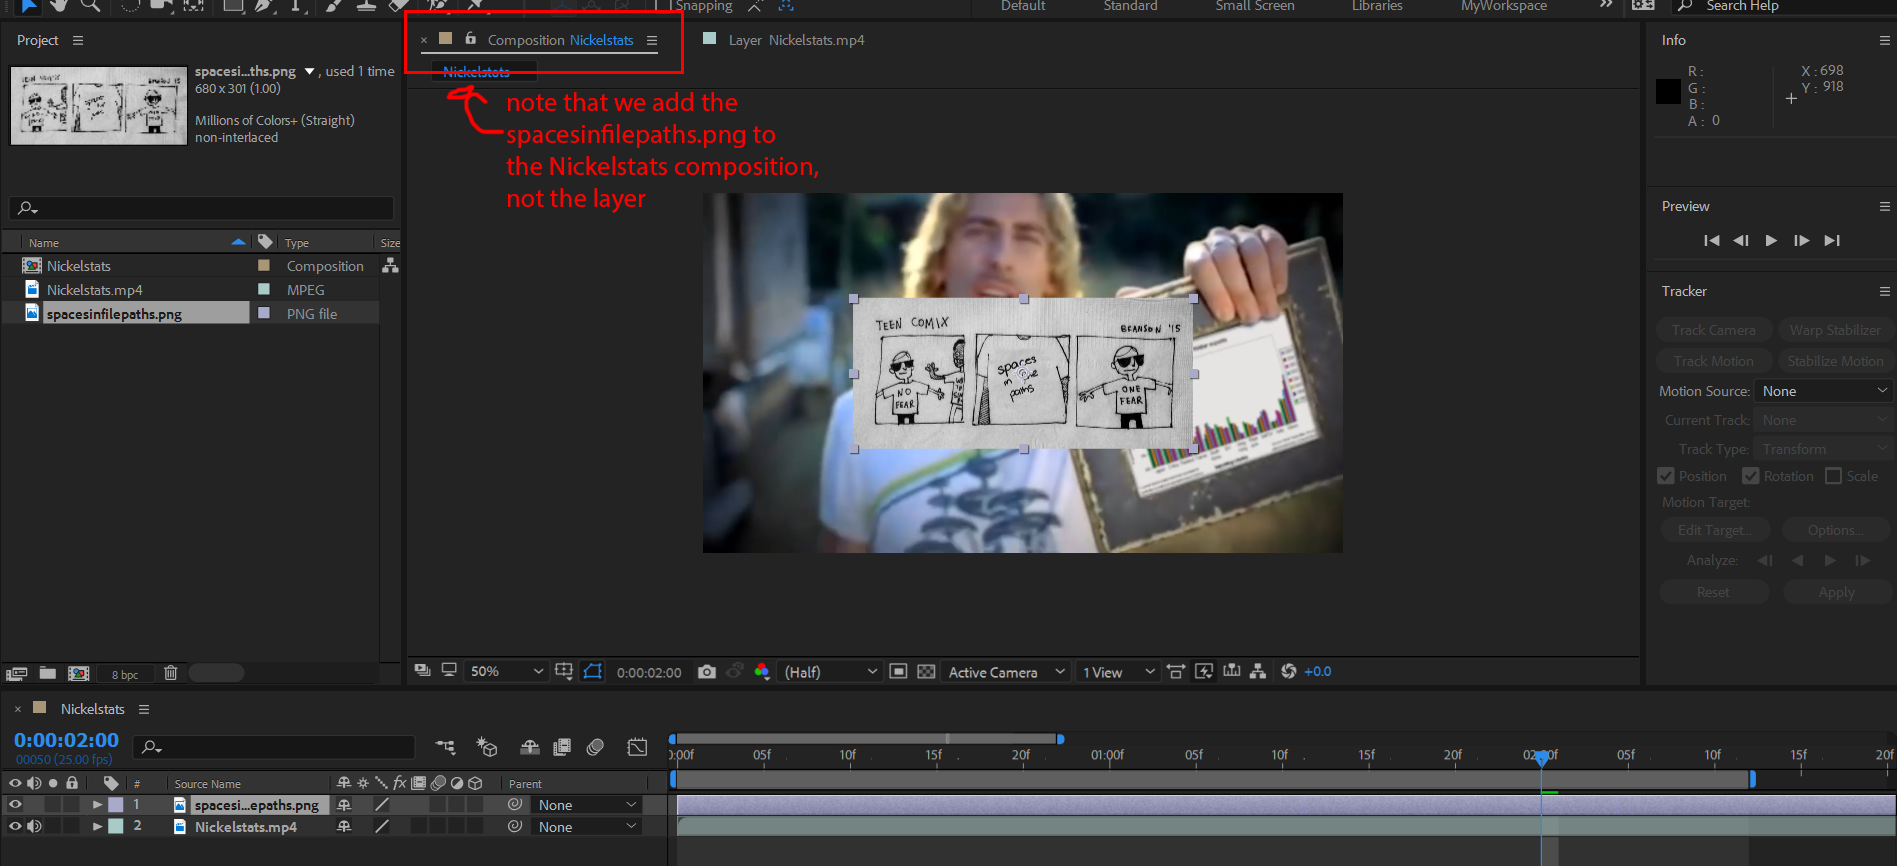 Snapping
Default
Standard
Small Screen
Libraries
MyWorkspace
»
Search Help
Project
Composition Nickelstats
Layer Nickelstats.mp4
Info
Nickelstats
spacesi...ths.png ▼ , used 1 time
680 x 301 (1.00)
Millions of Colors+ (Straight)
non-interlaced
note that we add the
spacesinfilepaths.png to
the Nickelstats composition,
not the layer
R :
G :
B :
A : 0
X : 698
Y : 918
Preview
Name
Type
Size
Nickelstats
Composition
Nickelstats.mp4
MPEG
spacesinfilepaths.png
PNG file
TEEN COMIX
BRANSON '15
NO
FEAR
spaces
paths
ONE
FEAR
Tracker
Track Camera
Warp Stabilizer
Track Motion
Stabilize Motion
Motion Source: None
Current Track: None
Track Type: Transform
Position
Rotation
Scale
Motion Target:
Edit Target...
Options...
Analyze:
Reset
Apply
8 bpc
50%
0:00:02:00
(Half)
Active Camera
1 View
+0.0
Nickelstats
0:00:02:00
00050 (25.00 fps)
:00f
05f
10f
15f
20f
01:00f
05f
10f
15f
20f
05f
10f
15f
20f
#
Source Name
fx
Parent
1
spacesi...epaths.png
None
2
Nickelstats.mp4
None